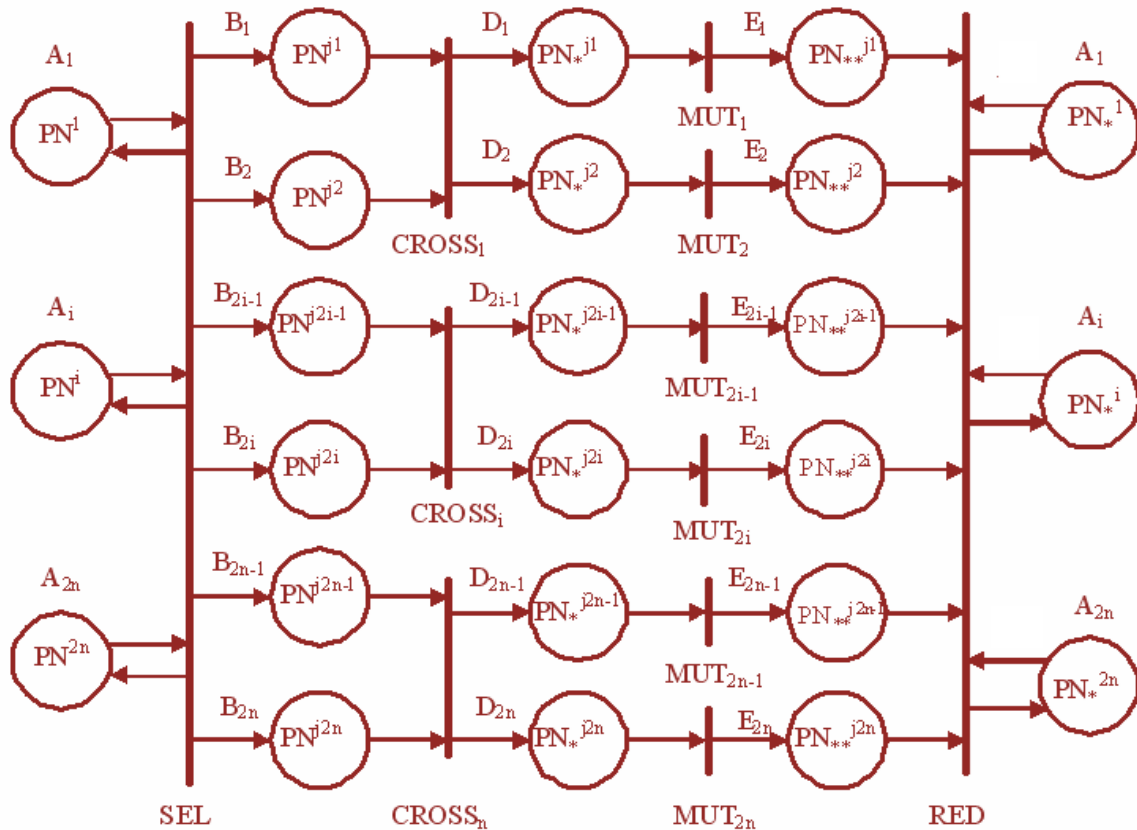 B₁ D₁ E₁
A₁ PNʲ¹ PN*ʲ¹ PN**ʲ¹ A₁
PN¹ MUT₁ PN*¹
B₂ D₂ E₂
PNʲ² PN*ʲ² PN**ʲ²
CROSS₁ MUT₂
B₂ᵢ₋₁ D₂ᵢ₋₁ E₂ᵢ₋₁
Aᵢ PNʲ²ⁱ⁻¹ PN*ʲ²ⁱ⁻¹ PN**ʲ²ⁱ⁻¹ Aᵢ
PNⁱ MUT₂ᵢ₋₁ PN*ⁱ
B₂ᵢ D₂ᵢ E₂ᵢ
PNʲ²ⁱ PN*ʲ²ⁱ PN**ʲ²ⁱ
CROSSᵢ MUT₂ᵢ
B₂ₙ₋₁ D₂ₙ₋₁ E₂ₙ₋₁
A₂ₙ PNʲ²ⁿ⁻¹ PN*ʲ²ⁿ⁻¹ PN**ʲ²ⁿ⁻¹ A₂ₙ
PN²ⁿ MUT₂ₙ₋₁ PN*²ⁿ
B₂ₙ D₂ₙ E₂ₙ
PNʲ²ⁿ PN*ʲ²ⁿ PN**ʲ²ⁿ
SEL CROSSₙ MUT₂ₙ RED